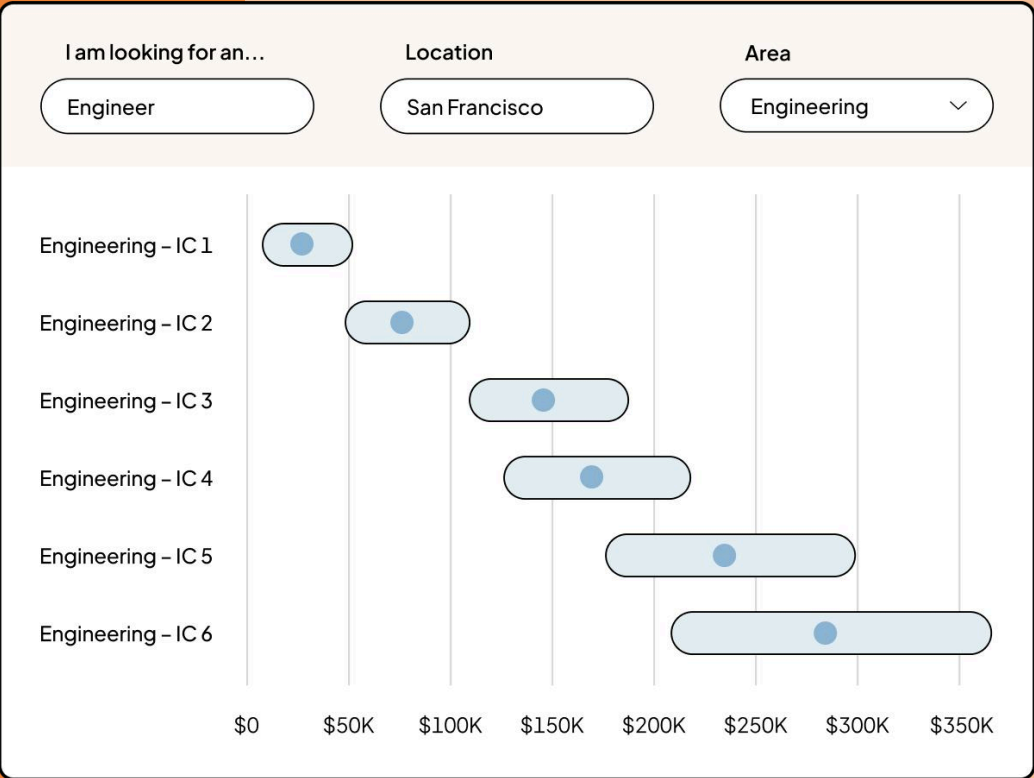 I am looking for an...
Location
Area
Engineer
San Francisco
Engineering
Engineering – IC 1
Engineering – IC 2
Engineering – IC 3
Engineering – IC 4
Engineering – IC 5
Engineering – IC 6
$0 $50K $100K $150K $200K $250K $300K $350K